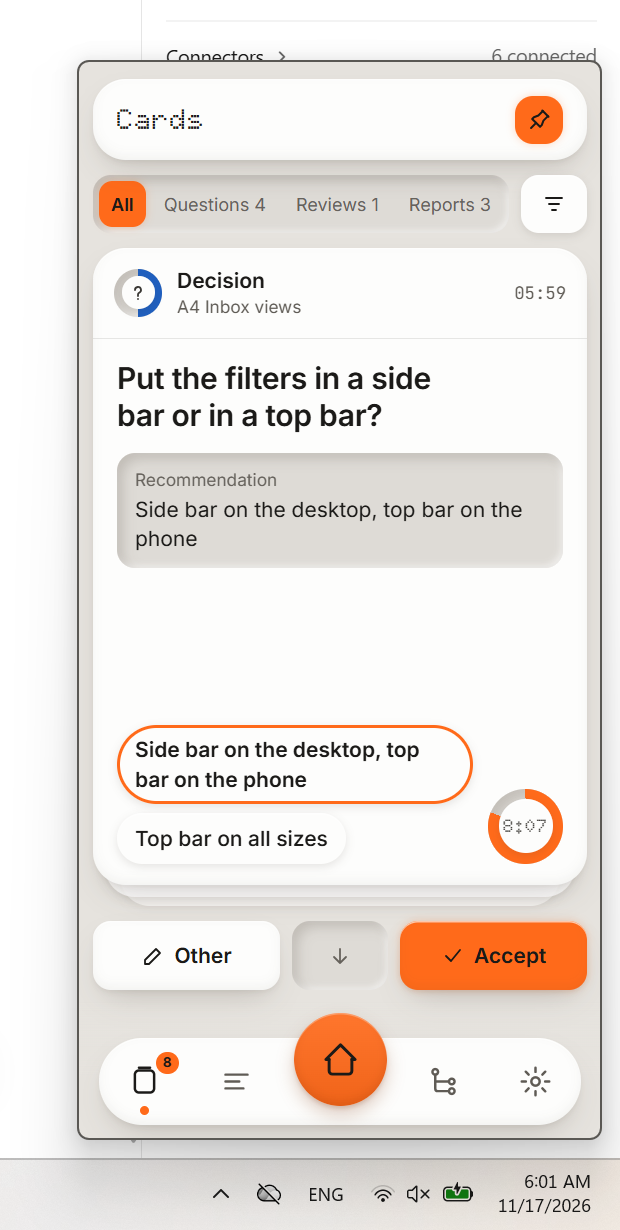 Connectors
6 connected
Cards
All
Questions 4
Reviews 1
Reports 3
?
Decision
A4 Inbox views
05:59
Put the filters in a side
bar or in a top bar?
Recommendation
Side bar on the desktop, top bar on the
phone
Side bar on the desktop, top
bar on the phone
8:07
Top bar on all sizes
Other
Accept
8
ENG
6:01 AM
11/17/2026